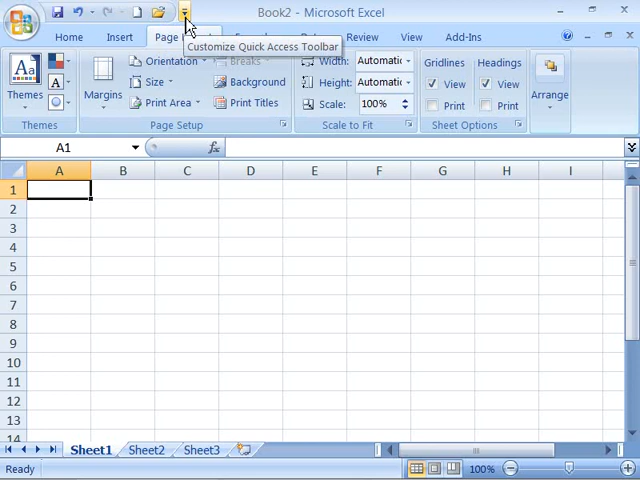 Book2 - Microsoft Excel
Home Insert Page Review View Add-Ins
Customize Quick Access Toolbar
Themes
Margins
Orientation
Size
Print Area
Breaks
Background
Print Titles
Width: Automatic
Height: Automatic
Scale: 100%
Gridlines
View
Print
Headings
View
Print
Arrange
Themes Page Setup Scale to Fit Sheet Options
A1 fx
A B C D E F G H I
1
2
3
4
5
6
7
8
9
10
11
12
13
14
Sheet1 Sheet2 Sheet3
Ready 100%